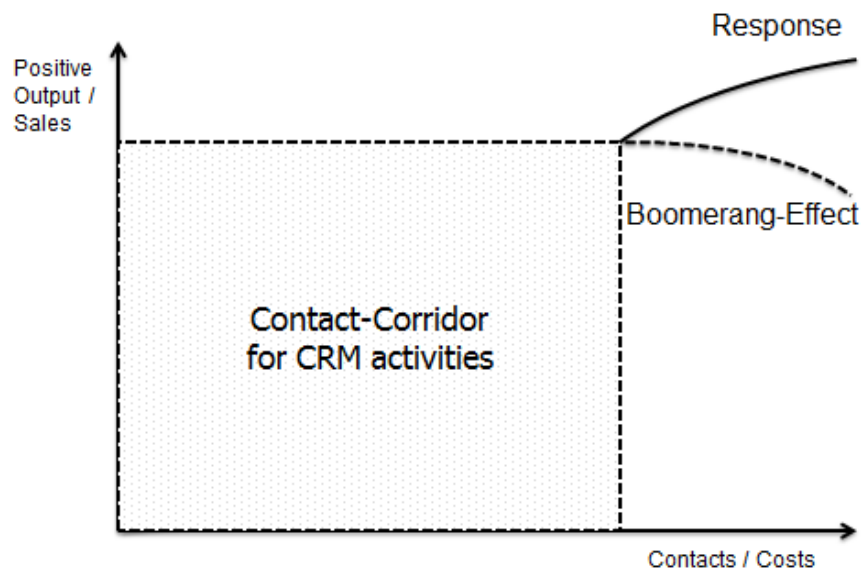 Response
Positive
Output /
Sales
Boomerang-Effect
Contact-Corridor
for CRM activities
Contacts / Costs